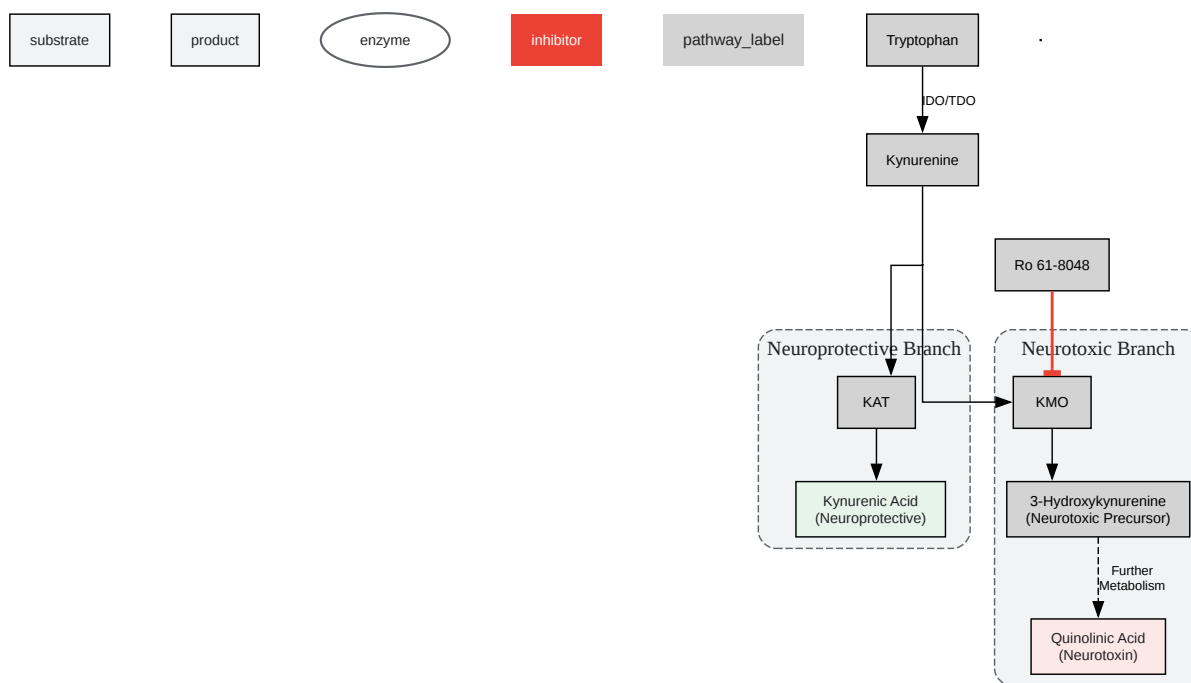 substrate
product
enzyme
inhibitor
pathway_label
Tryptophan
IDO/TDO
Kynurenine
Ro 61-8048
Neuroprotective Branch
Neurotoxic Branch
KAT
KMO
Kynurenic Acid
(Neuroprotective)
3-Hydroxykynurenine
(Neurotoxic Precursor)
Further
Metabolism
Quinolinic Acid
(Neurotoxin)